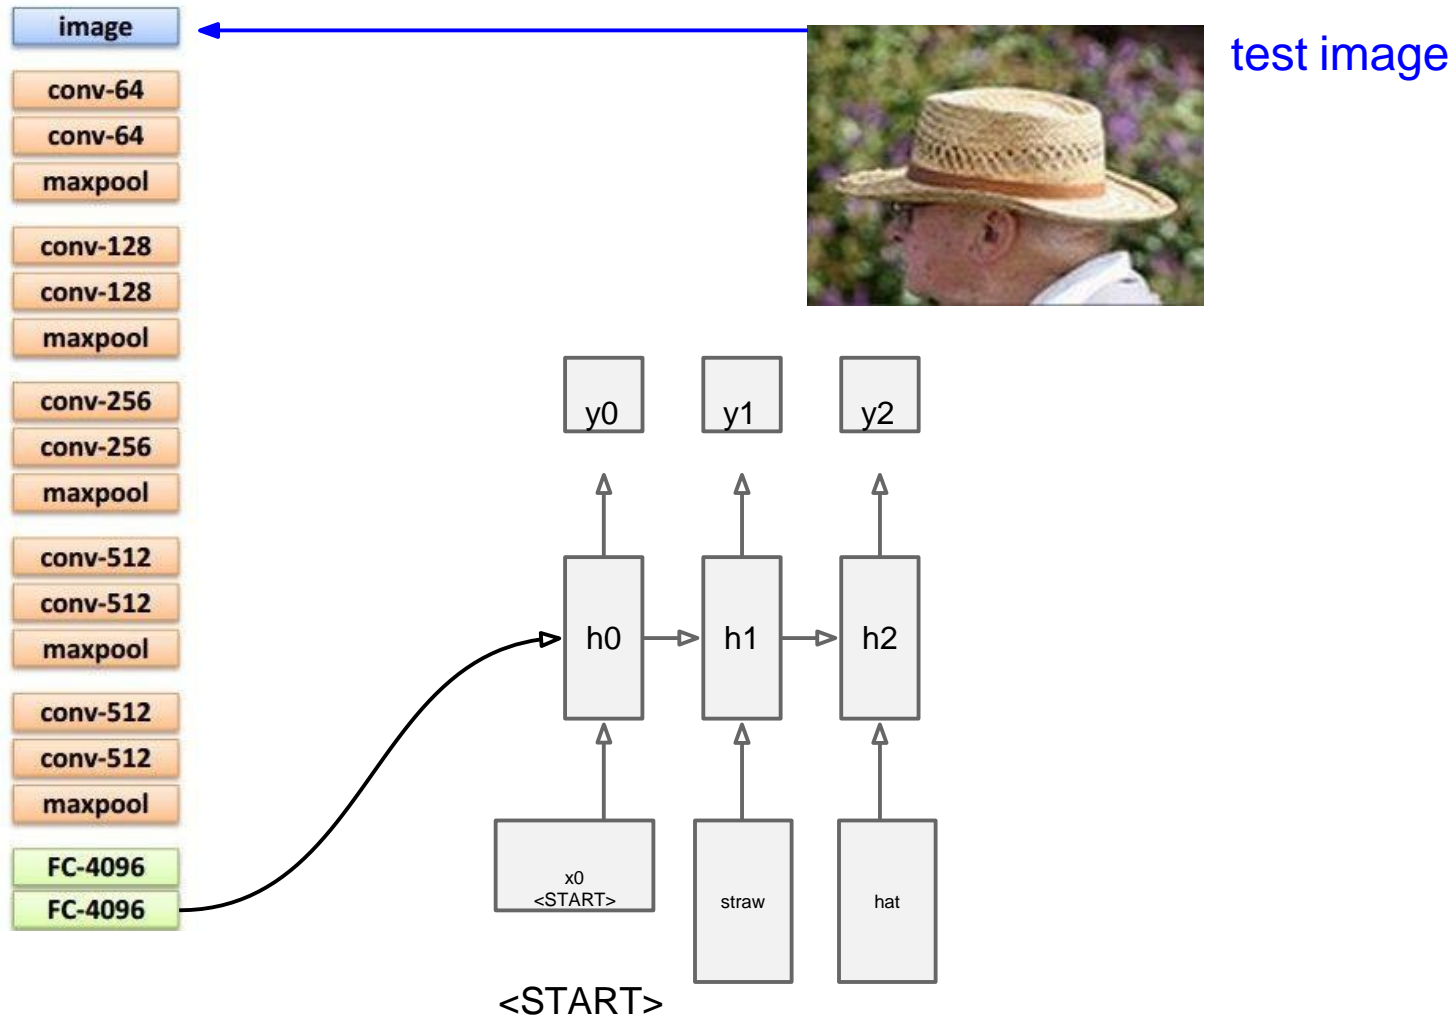 image
test image
conv-64
conv-64
maxpool
conv-128
conv-128
maxpool
conv-256
conv-256
maxpool
conv-512
conv-512
maxpool
conv-512
conv-512
maxpool
FC-4096
FC-4096
y0
y1
y2
h0
h1
h2
x0
<START>
straw
hat
<START>